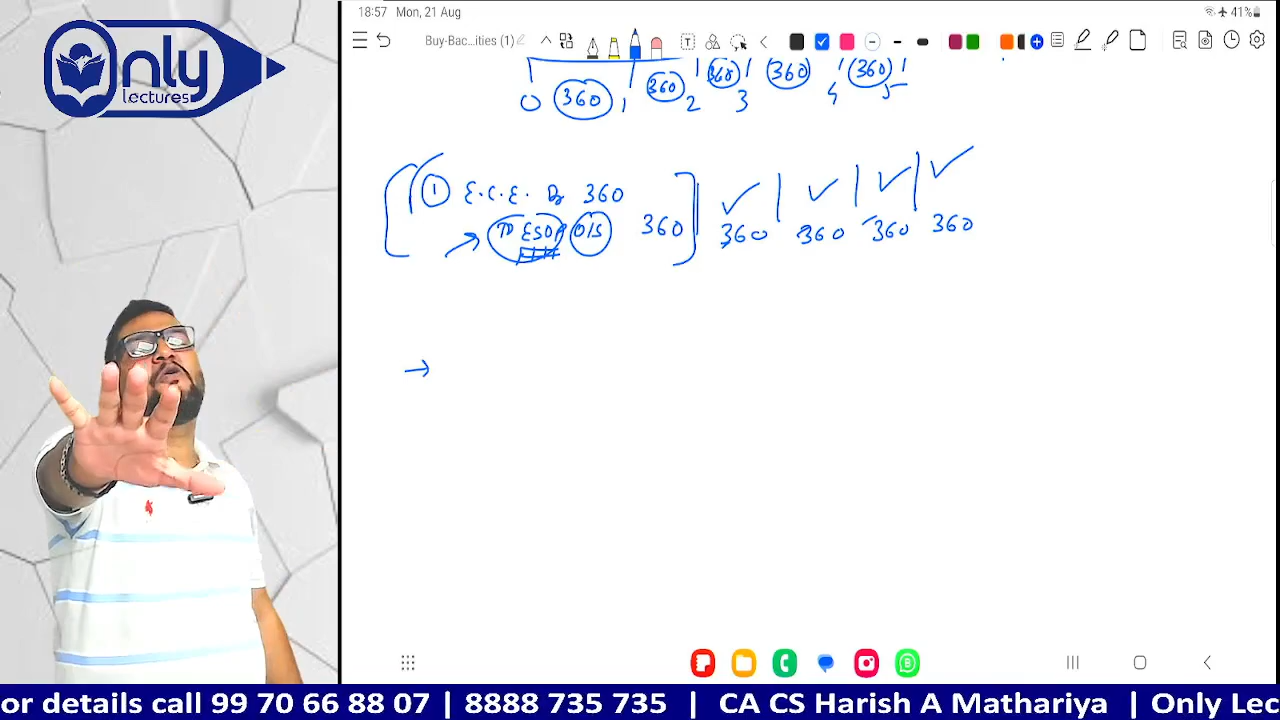 Only
Lectures
18:57 Mon, 21 Aug
41%
Buy-Bac...ities (1)
360 360 360 360 360
0 1 2 3 4 5
① E.C.E. Dr 360
To ESOP O/S 360
360 360 360 360
or details call 99 70 66 88 07 | 8888 735 735 | CA CS Harish A Mathariya | Only Lec